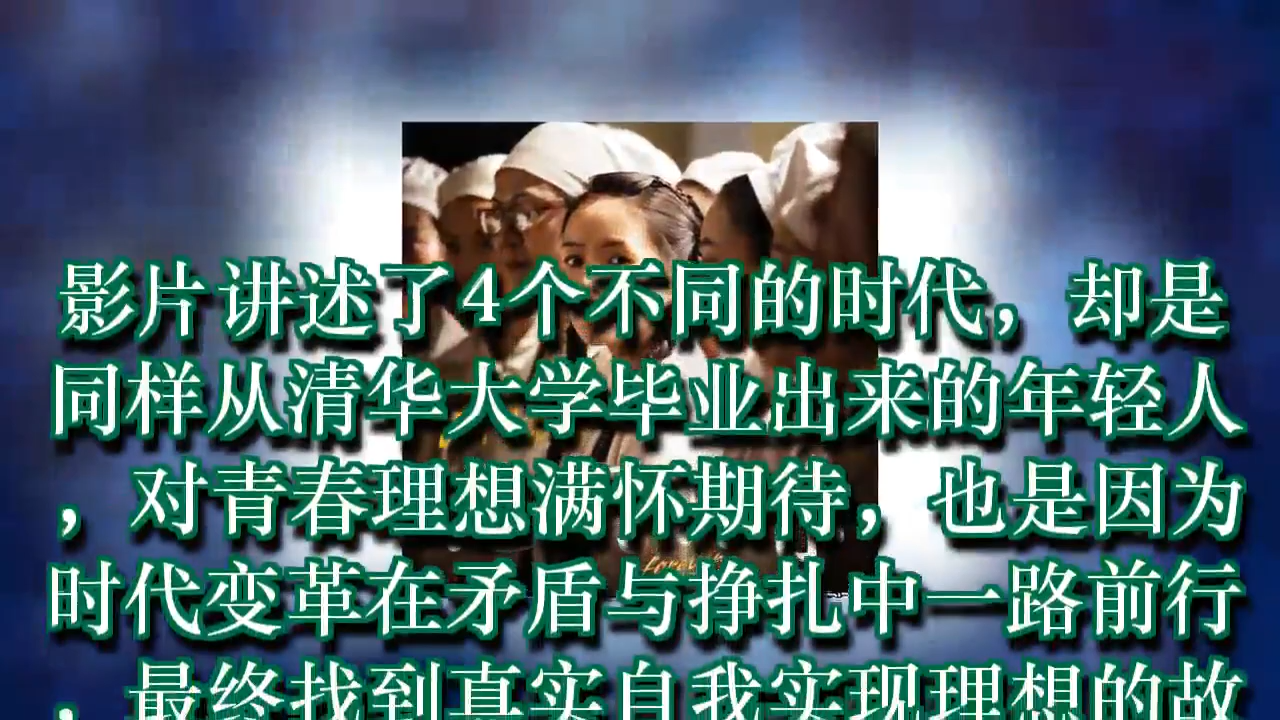 影片讲述了4个不同的时代，却是
同样从清华大学毕业出来的年轻人
，对青春理想满怀期待，也是因为
时代变革在矛盾与挣扎中一路前行
，最终找到真实自我实现理想的故